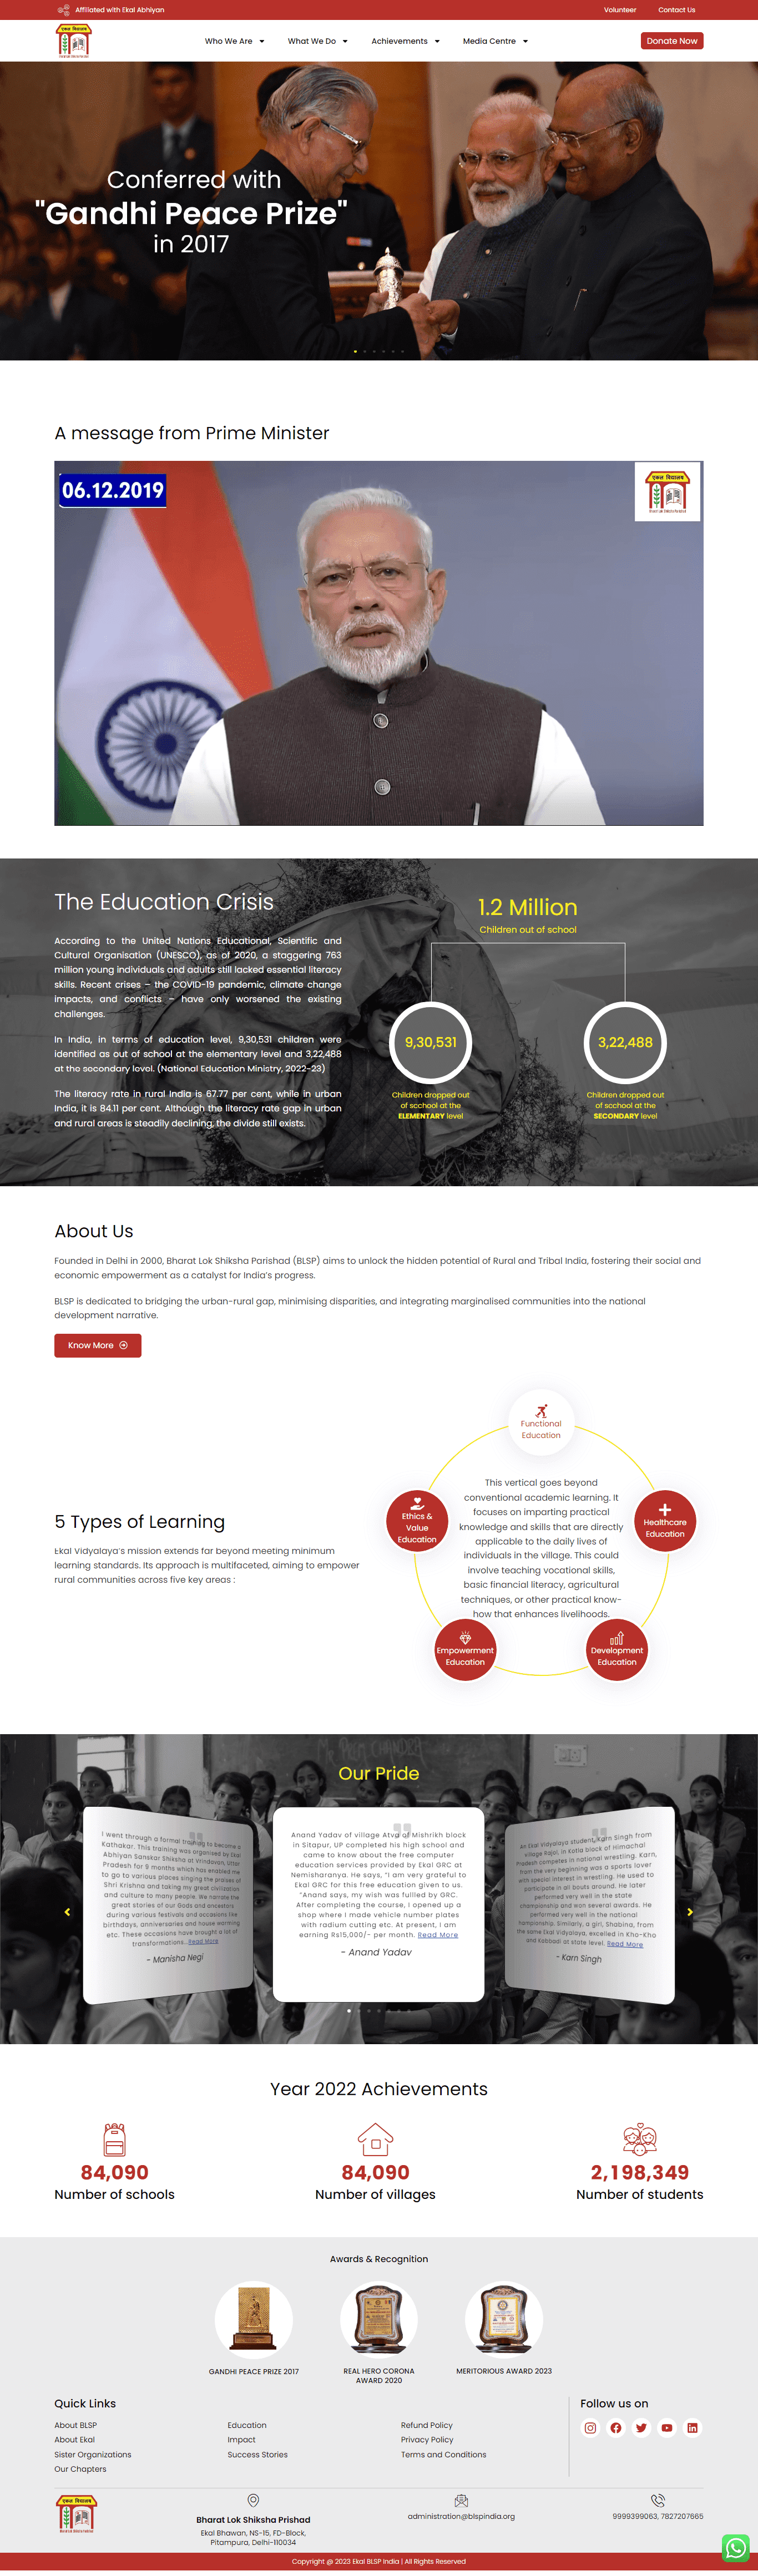 Affiliated with Ekal Abhiyan
Volunteer
Contact Us
एकल विद्यालय
Who We Are
What We Do
Achievements
Media Centre
Donate Now
Conferred with
"Gandhi Peace Prize"
in 2017
A message from Prime Minister
06.12.2019
एकल विद्यालय
The Education Crisis
According to the United Nations Educational, Scientific and
Cultural Organisation (UNESCO), as of 2020, a staggering 763
million young individuals and adults still lacked essential literacy
skills. Recent crises – the COVID-19 pandemic, climate change
impacts, and conflicts – have only worsened the existing
challenges.
In India, in terms of education level, 9,30,531 children were
identified as out of school at the elementary level and 3,22,488
at the secondary level. (National Education Ministry, 2022-23)
The literacy rate in rural India is 67.77 per cent, while in urban
India, it is 84.11 per cent. Although the literacy rate gap in urban
and rural areas is steadily declining, the divide still exists.
1.2 Million
Children out of school
9,30,531
3,22,488
Children dropped out
of scchool at the
ELEMENTARY level
Children dropped out
of scchool at the
SECONDARY level
About Us
Founded in Delhi in 2000, Bharat Lok Shiksha Parishad (BLSP) aims to unlock the hidden potential of Rural and Tribal India, fostering their social and
economic empowerment as a catalyst for India's progress.
BLSP is dedicated to bridging the urban-rural gap, minimising disparities, and integrating marginalised communities into the national
development narrative.
Know More
5 Types of Learning
Ekal Vidyalaya's mission extends far beyond meeting minimum
learning standards. Its approach is multifaceted, aiming to empower
rural communities across five key areas :
Functional
Education
Ethics &
Value
Education
Healthcare
Education
This vertical goes beyond
conventional academic learning. It
focuses on imparting practical
knowledge and skills that are directly
applicable to the daily lives of
individuals in the village. This could
involve teaching vocational skills,
basic financial literacy, agricultural
techniques, or other practical know-
how that enhances livelihoods.
Empowerment
Education
Development
Education
Our Pride
I went through a formal training to become a
Kathakar. This training was organised by Ekal
Abhiyan Sanskar Shiksha at Vrindavan, Utter
Pradesh for 9 months which has enabled me
to go to various places singing the praises of
Shri Krishna and taking my great civilization
and culture to many people. We narrate the
great stories of our Gods and ancestors
during various festivals and occasions like
birthdays, anniversaries and house warming
etc. These occasions have brought a lot of
transformations...Read More
- Manisha Negi
Anand Yadav of village Atva of Mishrikh block
in Sitapur, UP completed his high school and
came to know about the free computer
education services provided by Ekal GRC at
Nemisharanya. He says, "I am very grateful to
Ekal GRC for this free education given to us.
"Anand says, my wish was fullled by GRC.
After completing the course, I opened up a
shop where I made vehicles number plates
with radium cutting etc. At present, I am
earning Rs15,000/- per month. Read More
- Anand Yadav
An Ekal Vidyalaya student, Karn Singh from
village Rajol, in Kotla block of Himachal
Pradesh competes in national wrestling. Karn,
from the very beginning was a sports lover
with special interest in wrestling. He used to
participate in all bouts around. He later
performed very well in the state
championship and won several awards. He
performed very well in the national
championship. Similarly, a girl, Shabina, from
the same Ekal Vidyalaya, excelled in Kho-Kho
and Kabbadi at state level. Read More
- Karn Singh
Year 2022 Achievements
84,090
Number of schools
84,090
Number of villages
2,198,349
Number of students
Awards & Recognition
GANDHI PEACE PRIZE 2017
REAL HERO CORONA
AWARD 2020
MERITORIOUS AWARD 2023
Quick Links
About BLSP
About Ekal
Sister Organizations
Our Chapters
Education
Impact
Success Stories
Refund Policy
Privacy Policy
Terms and Conditions
Follow us on
एकल विद्यालय
Bharat Lok Shiksha Prishad
Ekal Bhawan, NS-15, FD-Block,
Pitampura, Delhi-110034
administration@blspindia.org
9999399063, 7827207665
Copyright @ 2023 Ekal BLSP India | All Rights Reserved